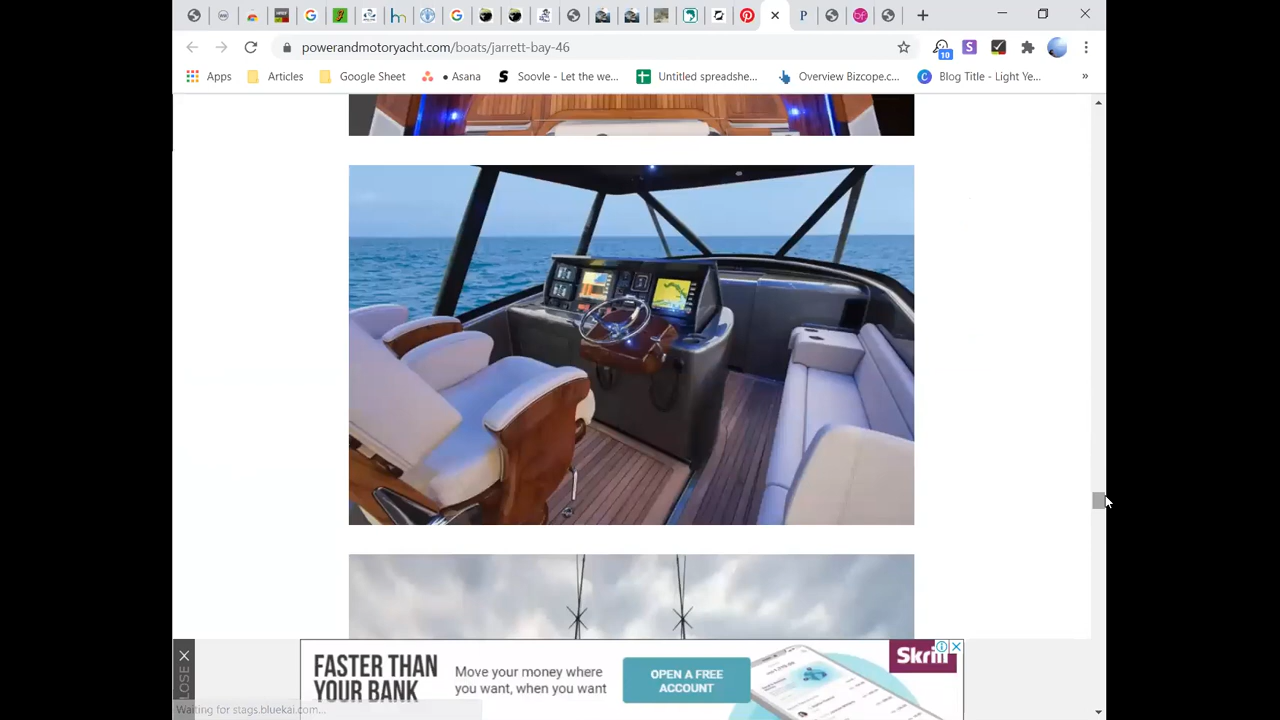 powerandmotoryacht.com/boats/jarrett-bay-46
10
Apps
Articles
Google Sheet
• Asana
Soovle - Let the we...
Untitled spreadshe...
Overview Bizcope.c...
Blog Title - Light Ye...
»
FASTER THAN
YOUR BANK
Move your money where
you want, when you want
OPEN A FREE
ACCOUNT
Skrill
CLOSE
Waiting for stags.bluekai.com...